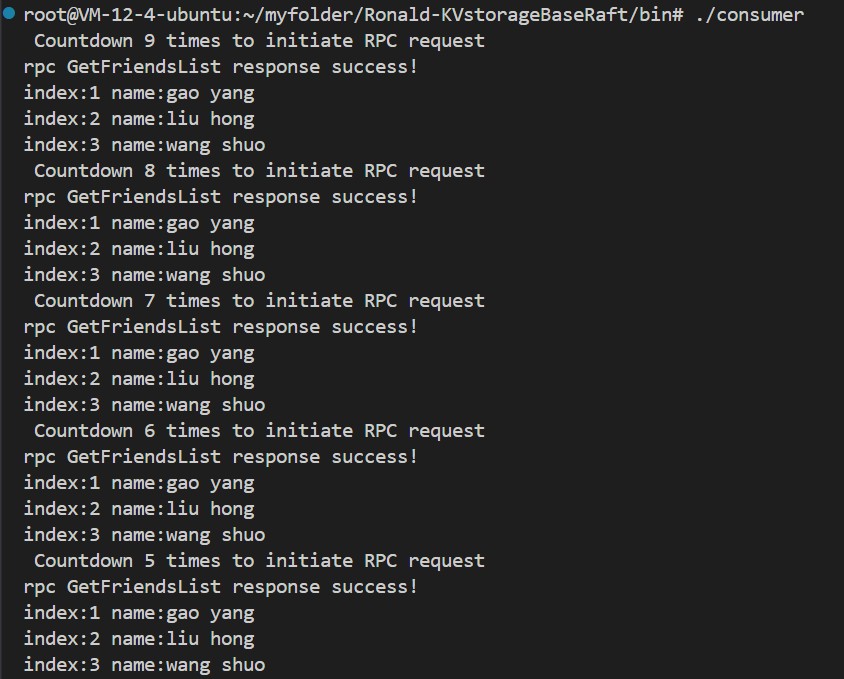 root@VM-12-4-ubuntu:~/myfolder/Ronald-KVstorageBaseRaft/bin# ./consumer
Countdown 9 times to initiate RPC request
rpc GetFriendsList response success!
index:1 name:gao yang
index:2 name:liu hong
index:3 name:wang shuo
Countdown 8 times to initiate RPC request
rpc GetFriendsList response success!
index:1 name:gao yang
index:2 name:liu hong
index:3 name:wang shuo
Countdown 7 times to initiate RPC request
rpc GetFriendsList response success!
index:1 name:gao yang
index:2 name:liu hong
index:3 name:wang shuo
Countdown 6 times to initiate RPC request
rpc GetFriendsList response success!
index:1 name:gao yang
index:2 name:liu hong
index:3 name:wang shuo
Countdown 5 times to initiate RPC request
rpc GetFriendsList response success!
index:1 name:gao yang
index:2 name:liu hong
index:3 name:wang shuo